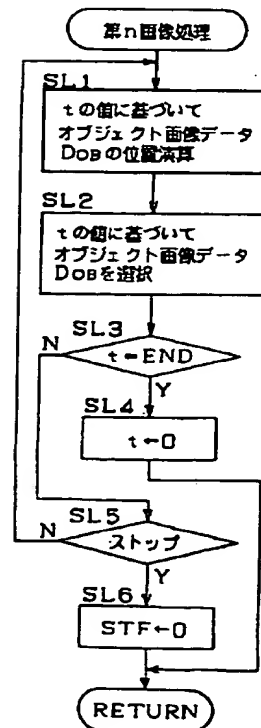 第n画像処理
SL1
tの値に基づいて
オブジェクト画像データ
DOBの位置演算
SL2
tの値に基づいて
オブジェクト画像データ
DOBを選択
SL3
N
t=END
Y
SL4
t←0
SL5
N
ストップ
Y
SL6
STF←0
RETURN